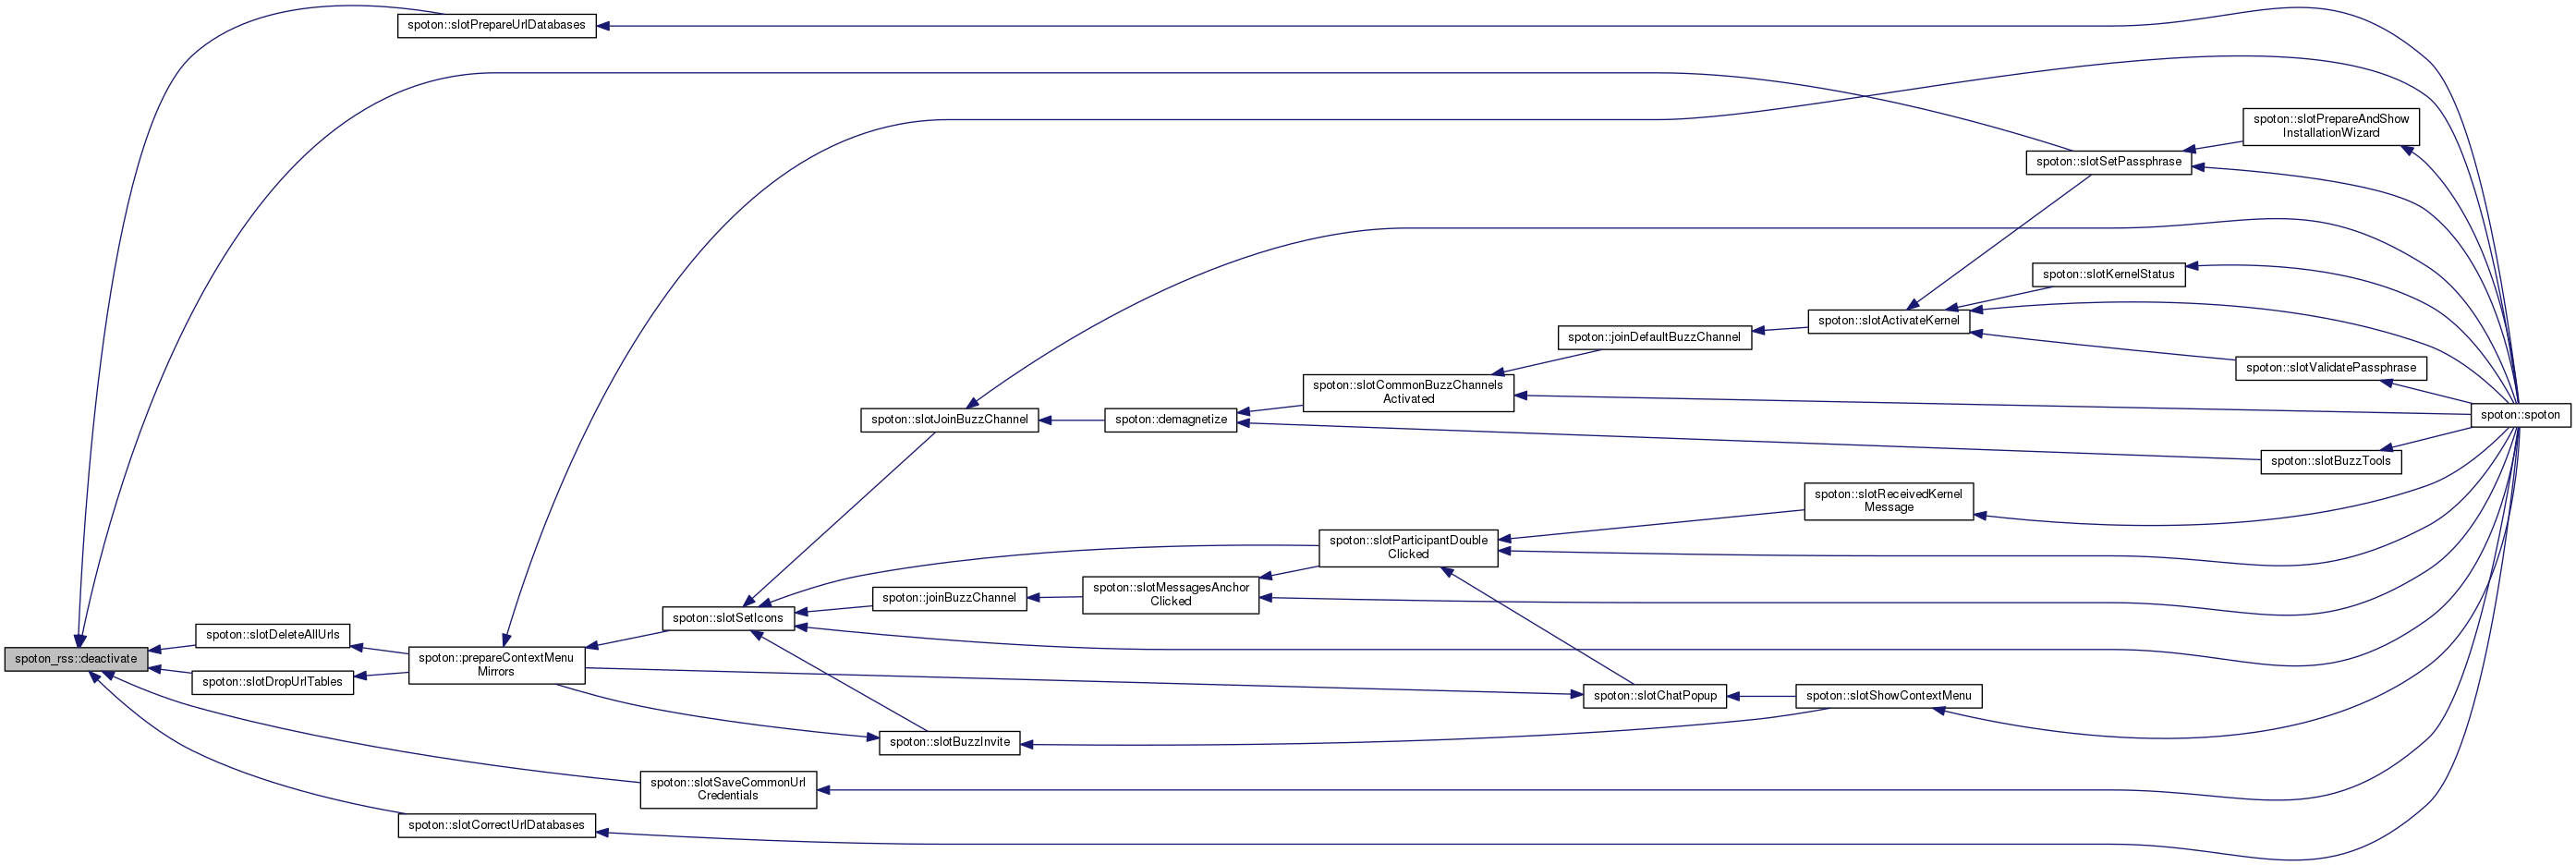 spoton::slotPrepareUrlDatabases
spoton::slotPrepareAndShow
InstallationWizard
spoton::slotSetPassphrase
spoton::slotKernelStatus
spoton::slotActivateKernel
spoton::joinDefaultBuzzChannel
spoton::slotValidatePassphrase
spoton::slotCommonBuzzChannels
Activated
spoton::spoton
spoton::slotJoinBuzzChannel
spoton::demagnetize
spoton::slotBuzzTools
spoton::slotReceivedKernel
Message
spoton::slotParticipantDouble
Clicked
spoton::slotMessagesAnchor
Clicked
spoton::joinBuzzChannel
spoton::slotSetIcons
spoton::slotDeleteAllUrls
spoton_rss::deactivate
spoton::prepareContextMenu
Mirrors
spoton::slotDropUrlTables
spoton::slotChatPopup
spoton::slotShowContextMenu
spoton::slotBuzzInvite
spoton::slotSaveCommonUrl
Credentials
spoton::slotCorrectUrlDatabases